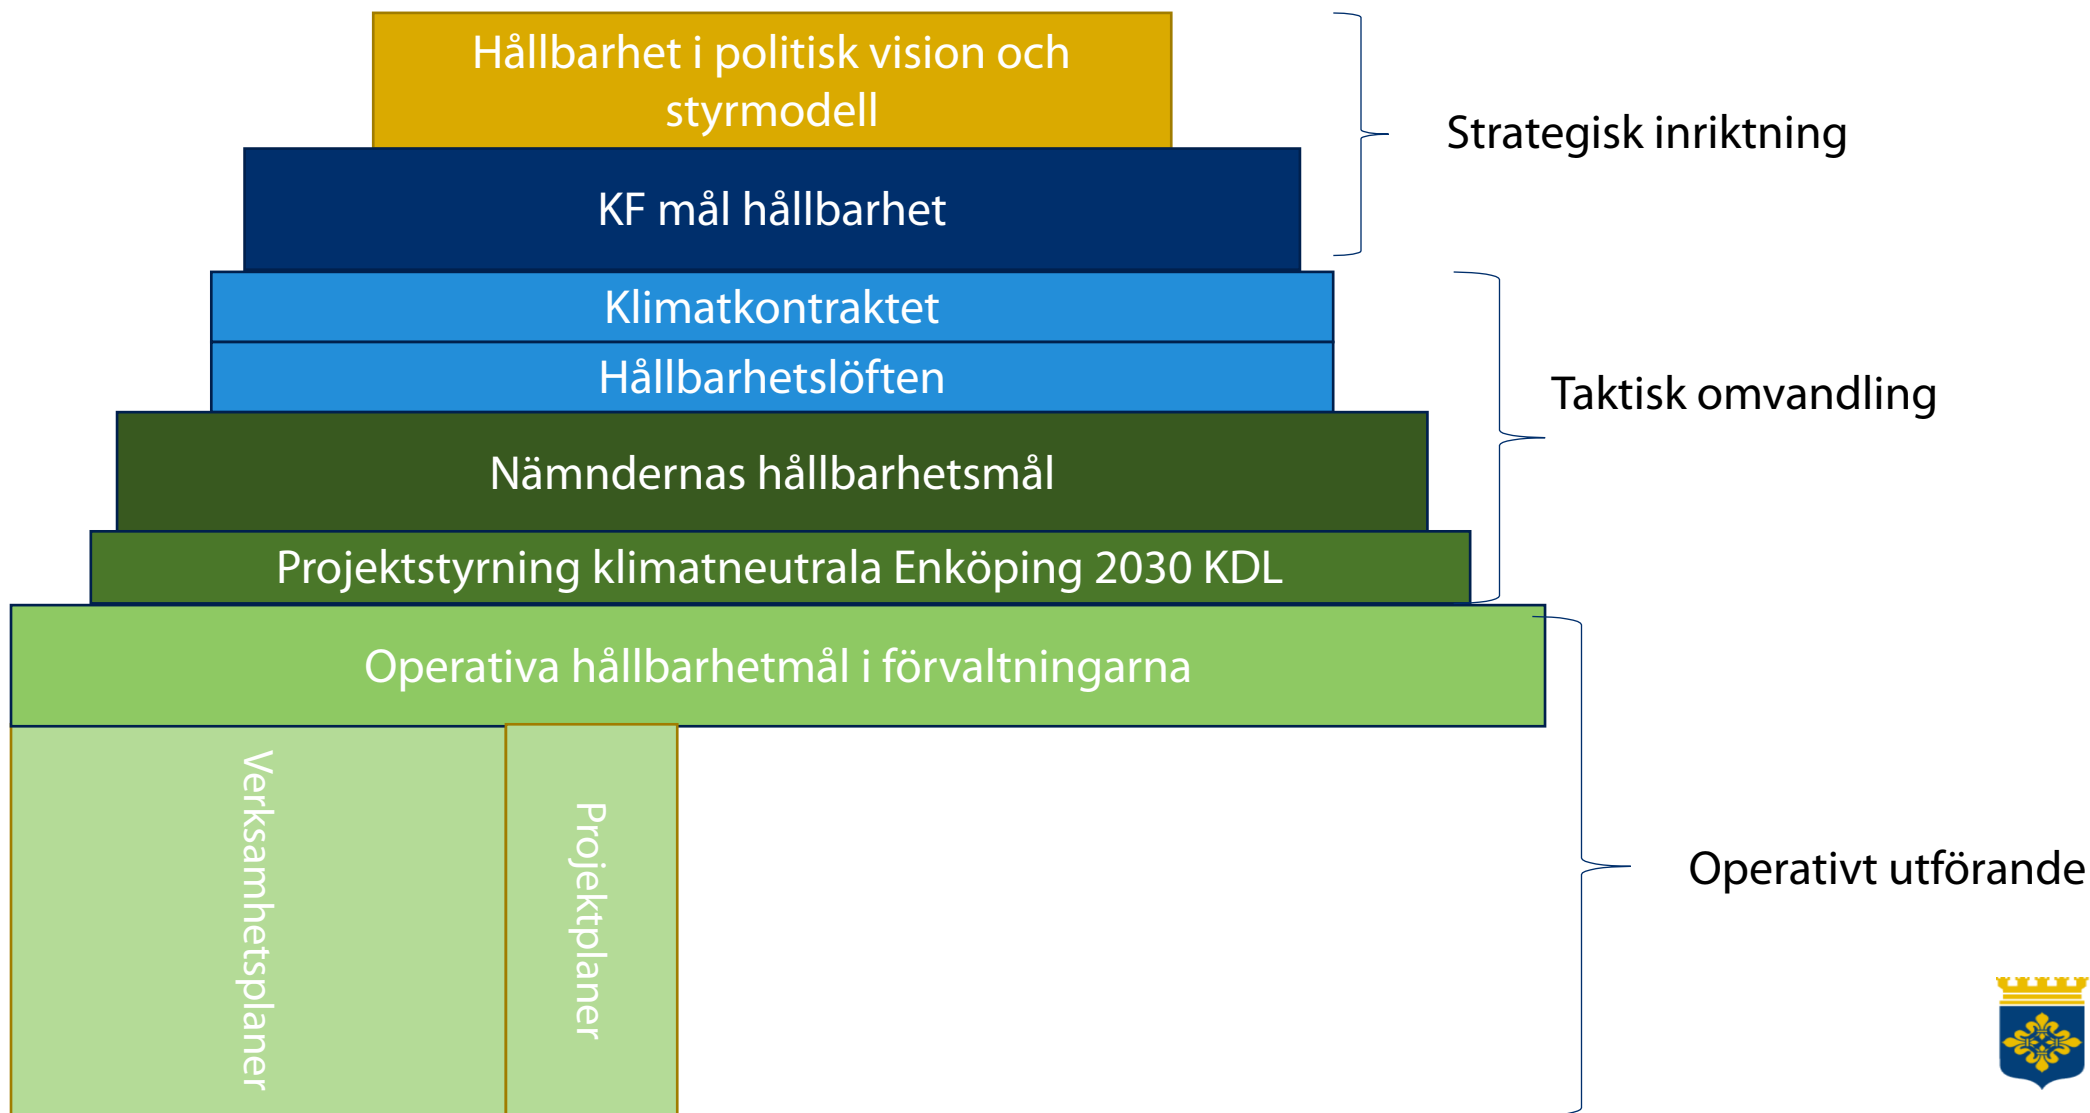 Hållbarhet i politisk vision och
styrmodell
Strategisk inriktning
KF mål hållbarhet
Klimatkontraktet
Hållbarhetslöften
Taktisk omvandling
Nämndernas hållbarhetsmål
Projektstyrning klimatneutrala Enköping 2030 KDL
Operativa hållbarhetmål i förvaltningarna
Verksamhetsplaner
Projektplaner
Operativt utförande